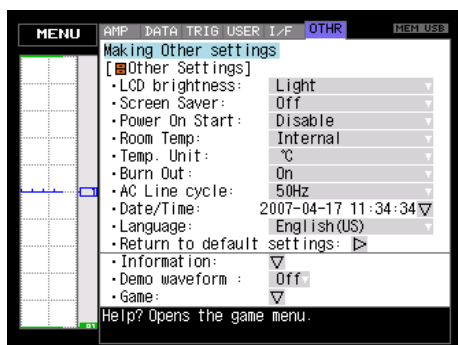 MENU AMP DATA TRIG USER I/F OTHR MEM USB
Making Other settings
[Other Settings]
・LCD brightness: Light
・Screen Saver: Off
・Power On Start: Disable
・Room Temp: Internal
・Temp. Unit: ℃
・Burn Out: On
・AC Line cycle: 50Hz
・Date/Time: 2007-04-17 11:34:34
・Language: English(US)
・Return to default settings:
・Information:
・Demo waveform : Off
・Game:
Help? Opens the game menu.